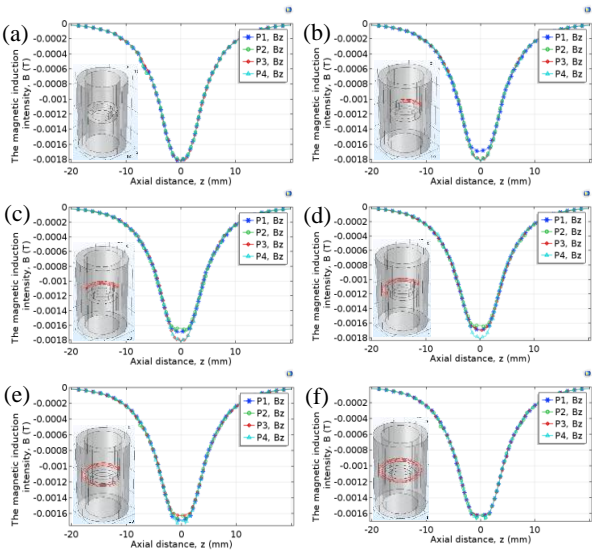 (a)
The magnetic induction
intensity, B (T)
0
-0.0002
-0.0004
-0.0006
-0.0008
-0.001
-0.0012
-0.0014
-0.0016
-0.0018
P1, Bz
P2, Bz
P3, Bz
P4, Bz
-20 -10 0 10 mm
Axial distance, z (mm)
(b)
The magnetic induction
intensity, B (T)
0
-0.0002
-0.0004
-0.0006
-0.0008
-0.001
-0.0012
-0.0014
-0.0016
-0.0018
P1, Bz
P2, Bz
P3, Bz
P4, Bz
-20 -10 0 10 mm
Axial distance, z (mm)
(c)
The magnetic induction
intensity, B (T)
0
-0.0002
-0.0004
-0.0006
-0.0008
-0.001
-0.0012
-0.0014
-0.0016
-0.0018
P1, Bz
P2, Bz
P3, Bz
P4, Bz
-20 -10 0 10 mm
Axial distance, z (mm)
(d)
The magnetic induction
intensity, B (T)
0
-0.0002
-0.0004
-0.0006
-0.0008
-0.001
-0.0012
-0.0014
-0.0016
-0.0018
P1, Bz
P2, Bz
P3, Bz
P4, Bz
-20 -10 0 10 mm
Axial distance, z (mm)
(e)
The magnetic induction
intensity, B (T)
0
-0.0002
-0.0004
-0.0006
-0.0008
-0.001
-0.0012
-0.0014
-0.0016
P1, Bz
P2, Bz
P3, Bz
P4, Bz
-20 -10 0 10 mm
Axial distance, z (mm)
(f)
The magnetic induction
intensity, B (T)
0
-0.0002
-0.0004
-0.0006
-0.0008
-0.001
-0.0012
-0.0014
-0.0016
P1, Bz
P2, Bz
P3, Bz
P4, Bz
-20 -10 0 10 mm
Axial distance, z (mm)